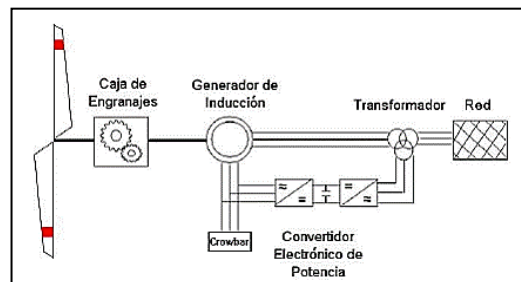 Caja de
Engranajes
Generador de
Inducción
Transformador
Red
Crowbar
Convertidor
Electrónico de
Potencia